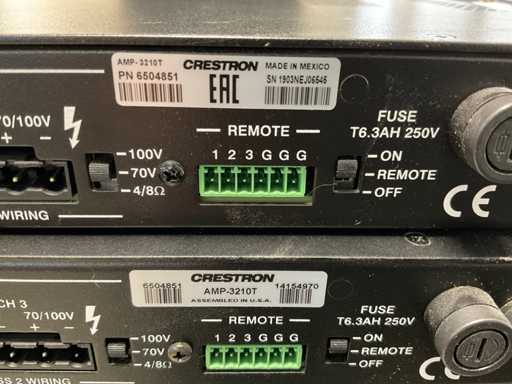 AMP-3210T
PN 6504851
CRESTRON
EAC
MADE IN MEXICO
SN 1903NEJ06545
70/100V
+ −
100V
70V
4/8Ω
WIRING
REMOTE
1 2 3 G G G
FUSE
T6.3AH 250V
ON
REMOTE
OFF
CE
6504851
CRESTRON
AMP-3210T
ASSEMBLED IN U.S.A.
14154970
CH 3
70/100V
− + −
100V
70V
4/8Ω
SS 2 WIRING
REMOTE
1 2 3 G G G
FUSE
T6.3AH 250V
ON
REMOTE
OFF
CE